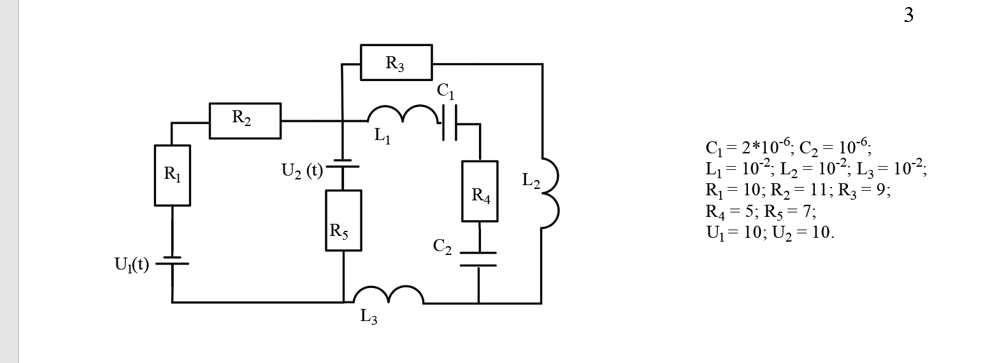 3
R₃
C₁
R₂
L₁
R₁
U₂ (t)
R₄
L₂
R₅
C₂
U₁(t)
L₃
C₁ = 2*10⁻⁶; C₂ = 10⁻⁶;
L₁ = 10⁻²; L₂ = 10⁻²; L₃ = 10⁻²;
R₁ = 10; R₂ = 11; R₃ = 9;
R₄ = 5; R₅ = 7;
U₁ = 10; U₂ = 10.